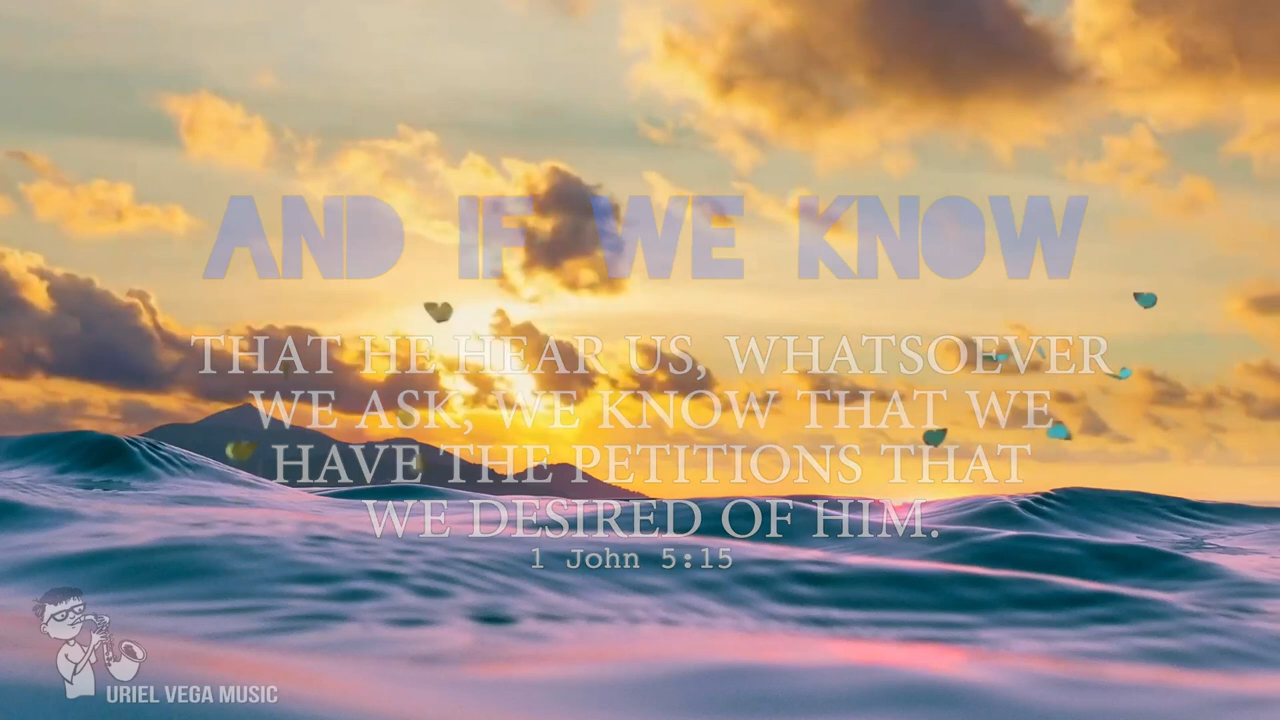 AND IF WE KNOW
THAT HE HEAR US, WHATSOEVER
WE ASK, WE KNOW THAT WE
HAVE THE PETITIONS THAT
WE DESIRED OF HIM.
1 John 5:15
URIEL VEGA MUSIC